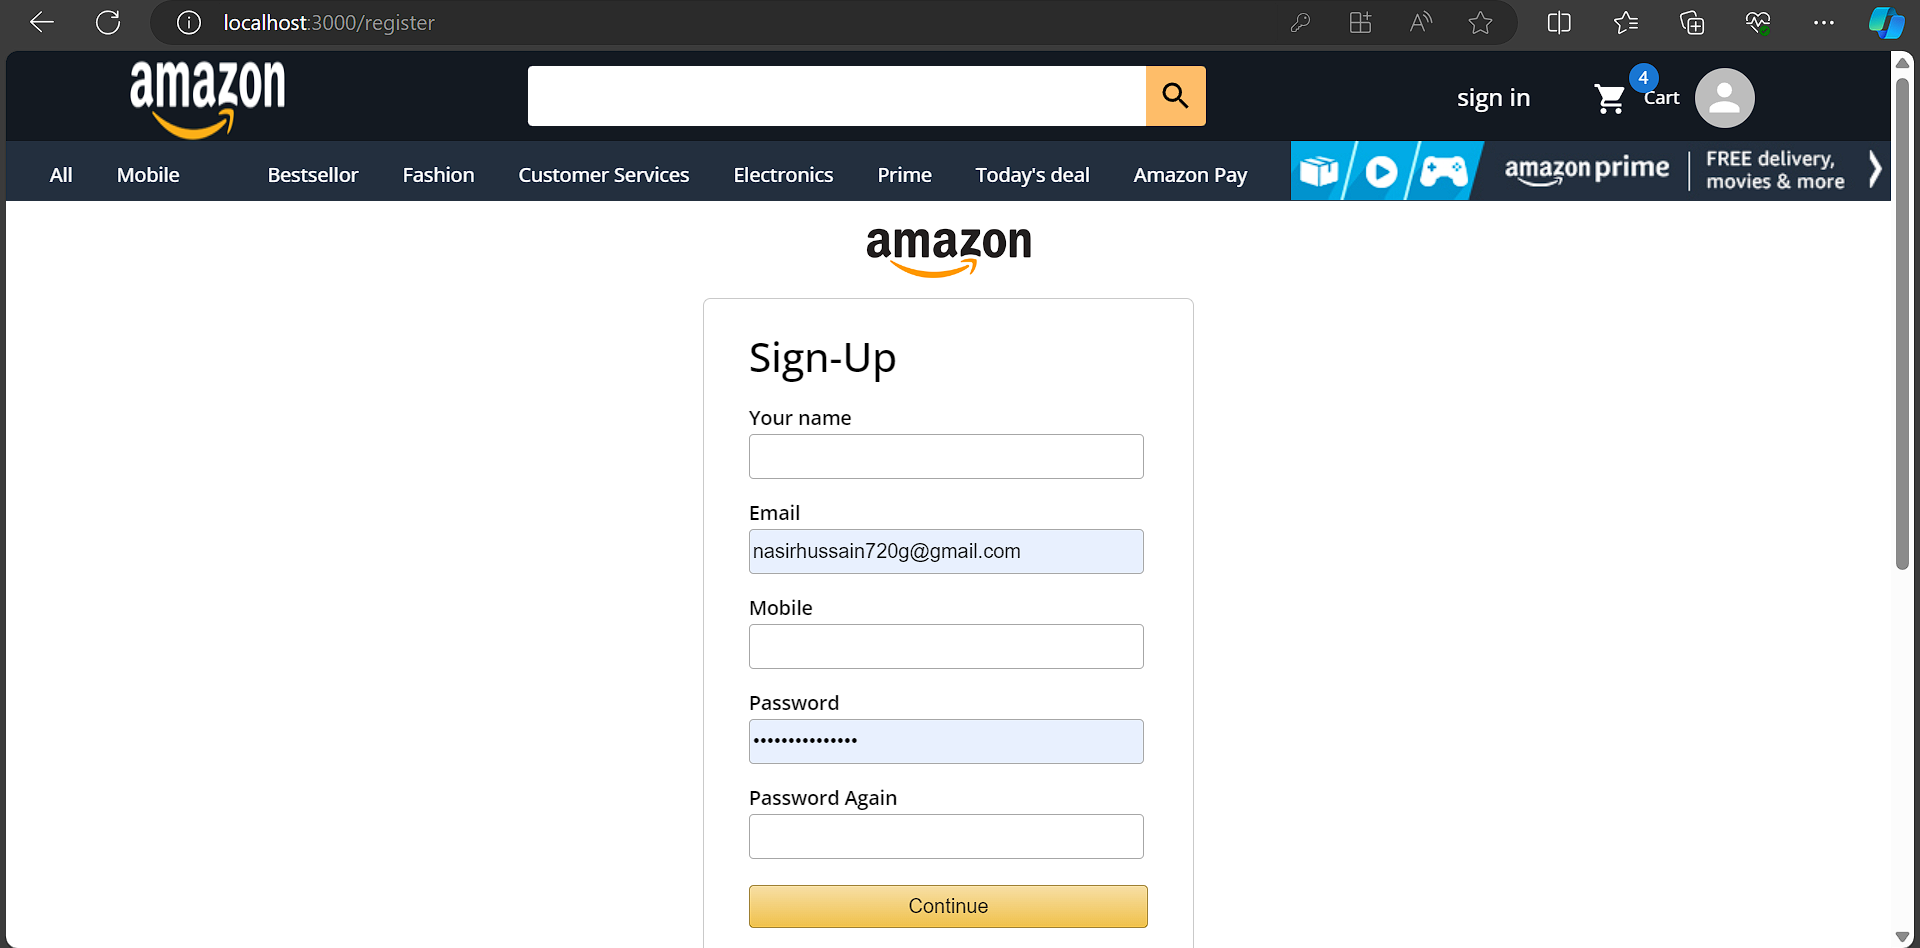 localhost:3000/register
amazon
sign in
4
Cart
All Mobile Bestseller Fashion Customer Services Electronics Prime Today's deal Amazon Pay
amazon prime
FREE delivery,
movies & more
amazon
Sign-Up
Your name
Email
nasirhussain720g@gmail.com
Mobile
Password
•••••••••••••••
Password Again
Continue